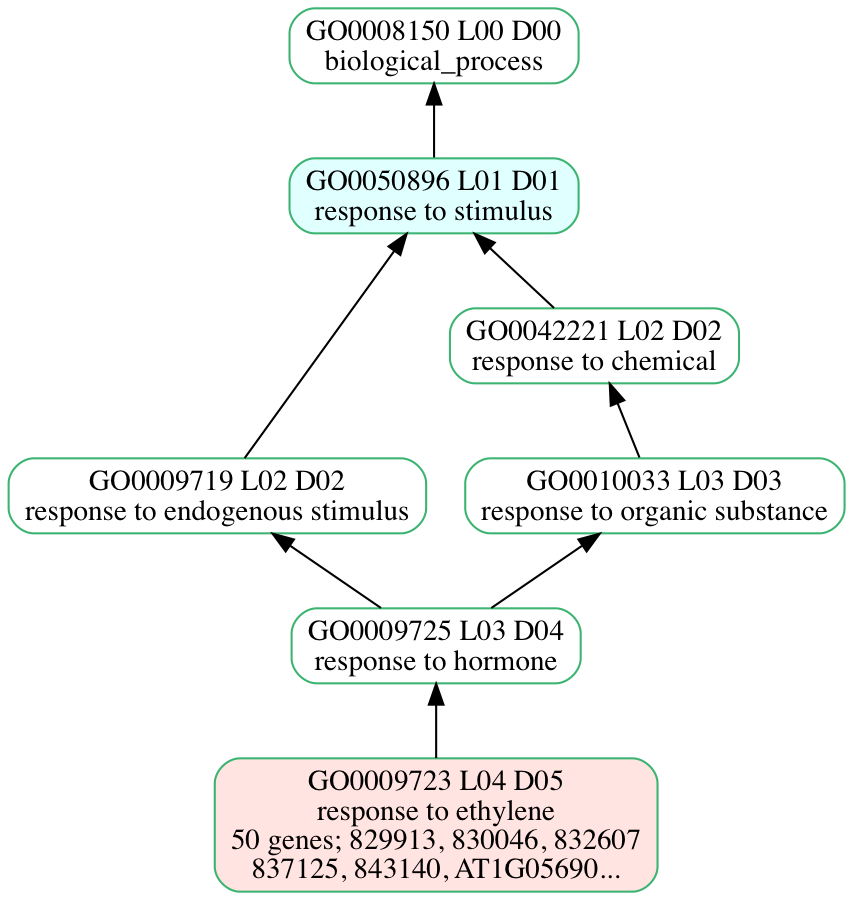 GO0008150 L00 D00
biological_process
GO0050896 L01 D01
response to stimulus
GO0042221 L02 D02
response to chemical
GO0009719 L02 D02
response to endogenous stimulus
GO0010033 L03 D03
response to organic substance
GO0009725 L03 D04
response to hormone
GO0009723 L04 D05
response to ethylene
50 genes; 829913, 830046, 832607
837125, 843140, AT1G05690...